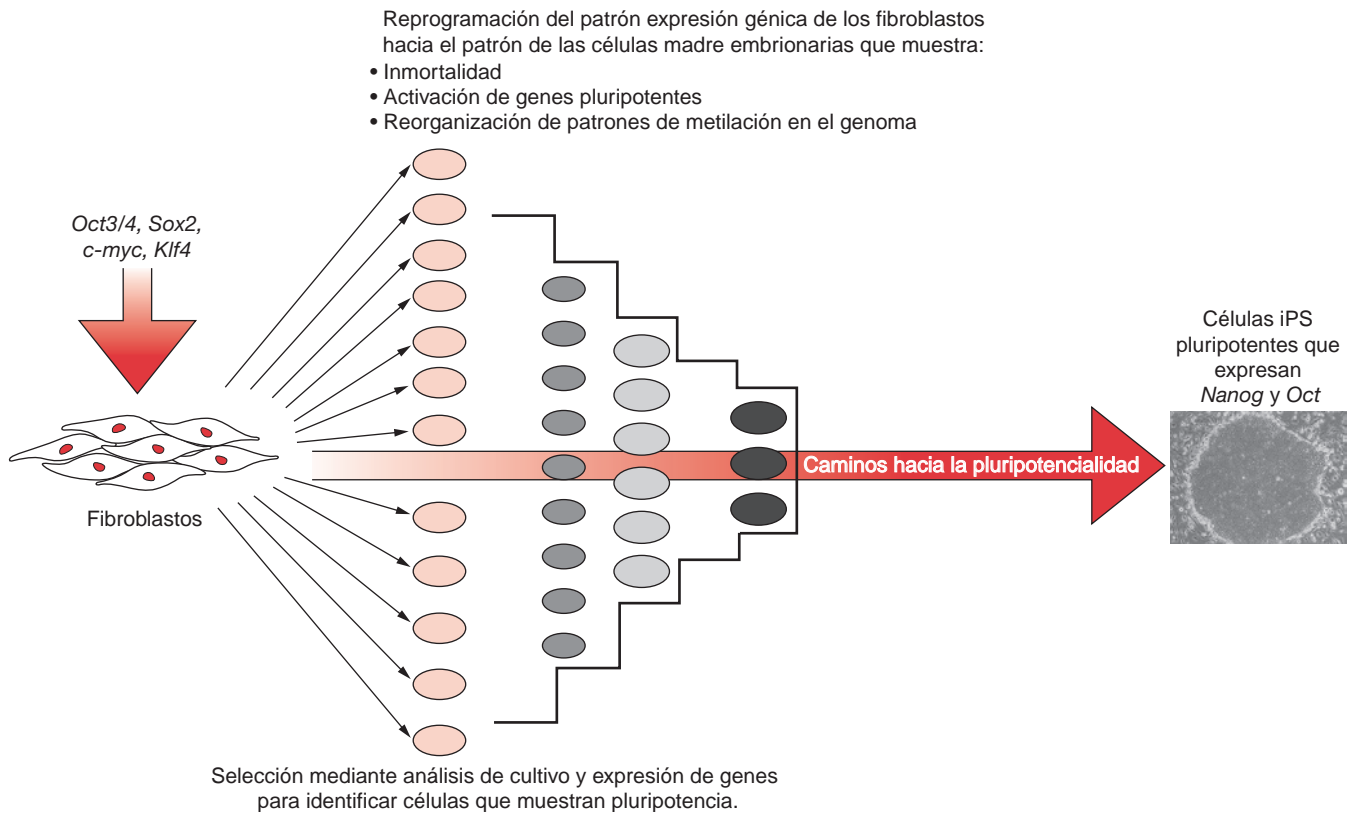 Reprogramación del patrón expresión génica de los fibroblastos
hacia el patrón de las células madre embrionarias que muestra:
• Inmortalidad
• Activación de genes pluripotentes
• Reorganización de patrones de metilación en el genoma
Oct3/4, Sox2,
c-myc, Klf4
Fibroblastos
Caminos hacia la pluripotencialidad
Células iPS
pluripotentes que
expresan
Nanog y Oct
Selección mediante análisis de cultivo y expresión de genes
para identificar células que muestran pluripotencia.